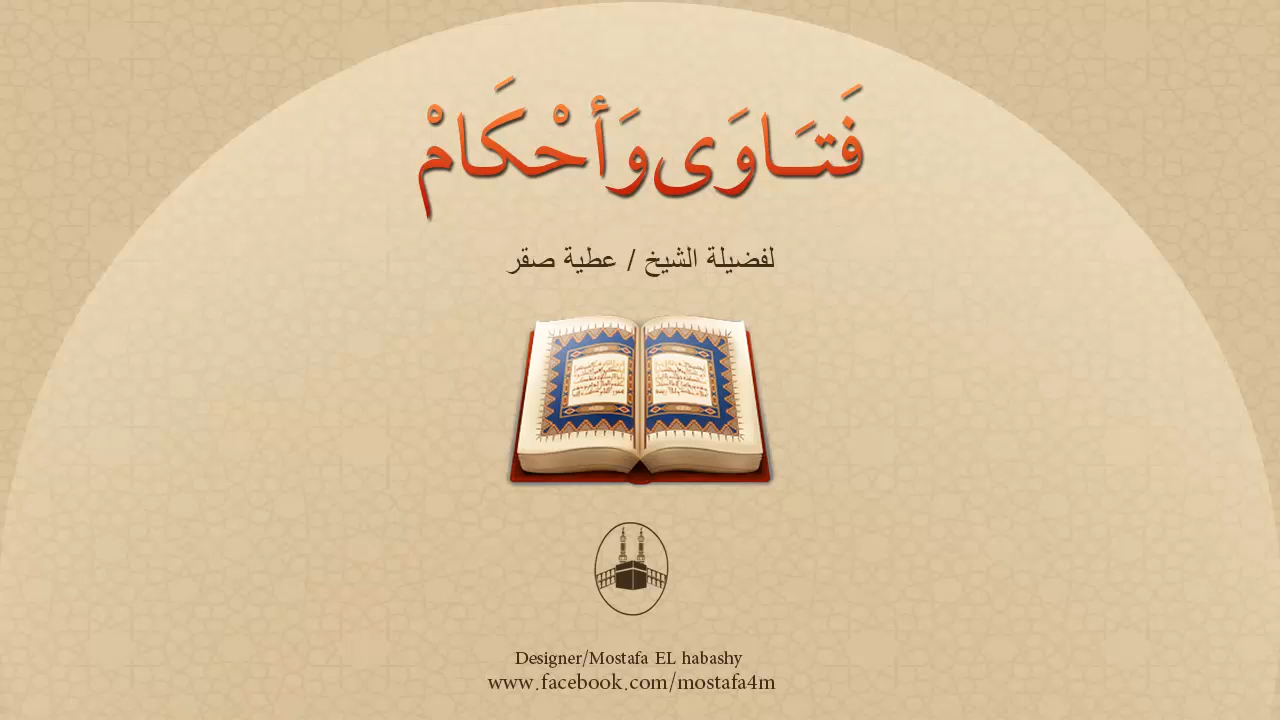 فَتَاوَى وَأَحْكَامْ
لفضيلة الشيخ / عطية صقر
Designer/Mostafa EL habashy
www.facebook.com/mostafa4m